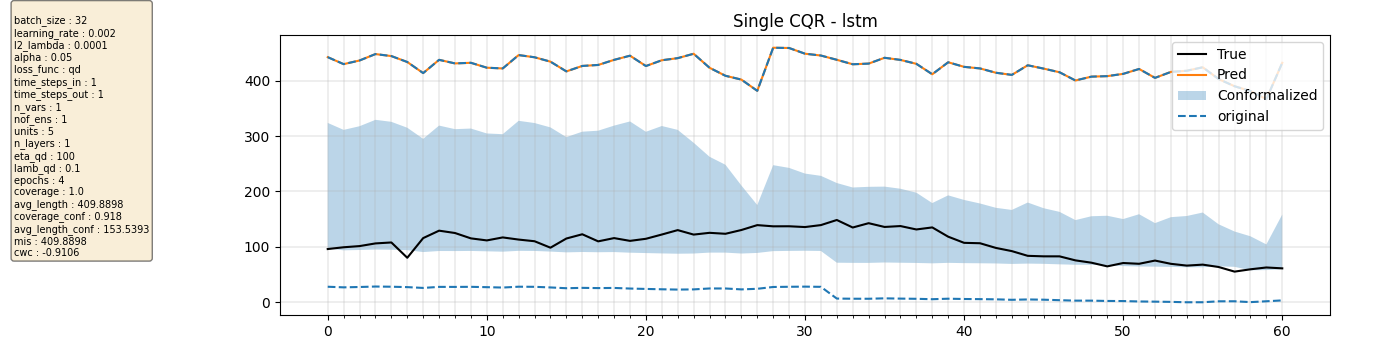 batch_size : 32
learning_rate : 0.002
l2_lambda : 0.0001
alpha : 0.05
loss_func : qd
time_steps_in : 1
time_steps_out : 1
n_vars : 1
nof_ens : 1
units : 5
n_layers : 1
eta_qd : 100
lamb_qd : 0.1
epochs : 4
coverage : 1.0
avg_length : 409.8898
coverage_conf : 0.918
avg_length_conf : 153.5393
mis : 409.8898
cwc : -0.9106
Single CQR - lstm
True
Pred
Conformalized
original
400
300
200
100
0
0 10 20 30 40 50 60